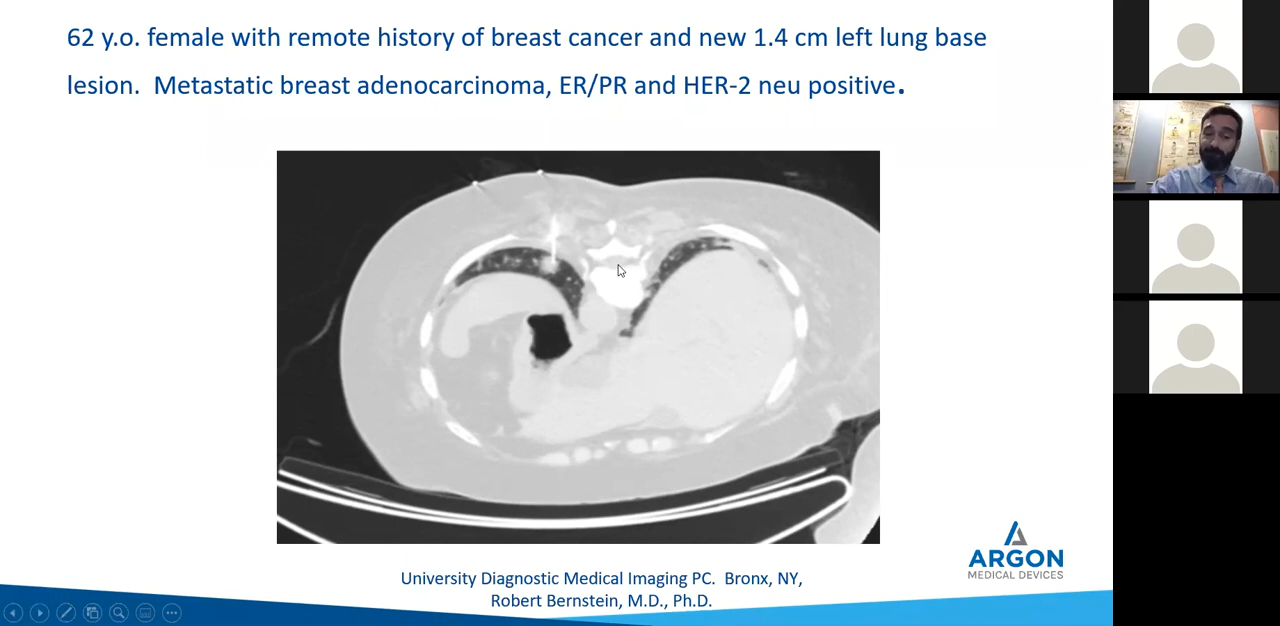 62 y.o. female with remote history of breast cancer and new 1.4 cm left lung base
lesion.  Metastatic breast adenocarcinoma, ER/PR and HER-2 neu positive.
ARGON
MEDICAL DEVICES
University Diagnostic Medical Imaging PC.  Bronx, NY,
Robert Bernstein, M.D., Ph.D.